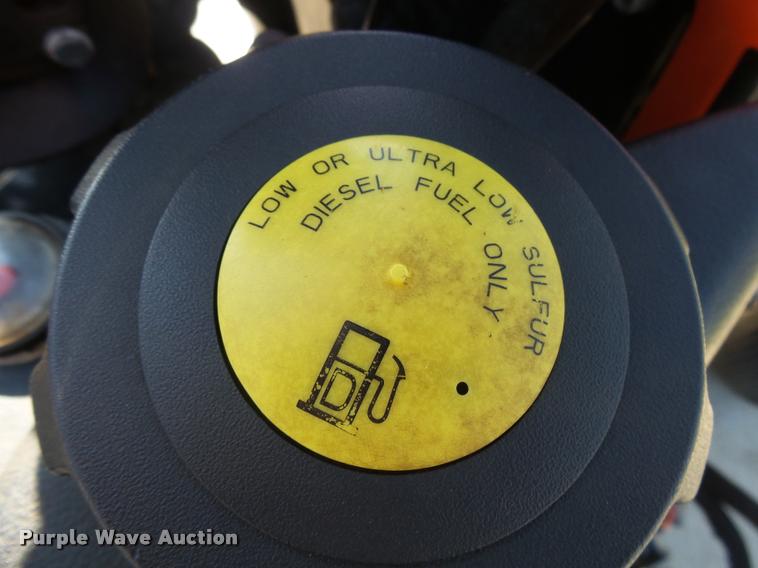 LOW OR ULTRA LOW SULFUR
DIESEL FUEL ONLY
D
Purple Wave Auction